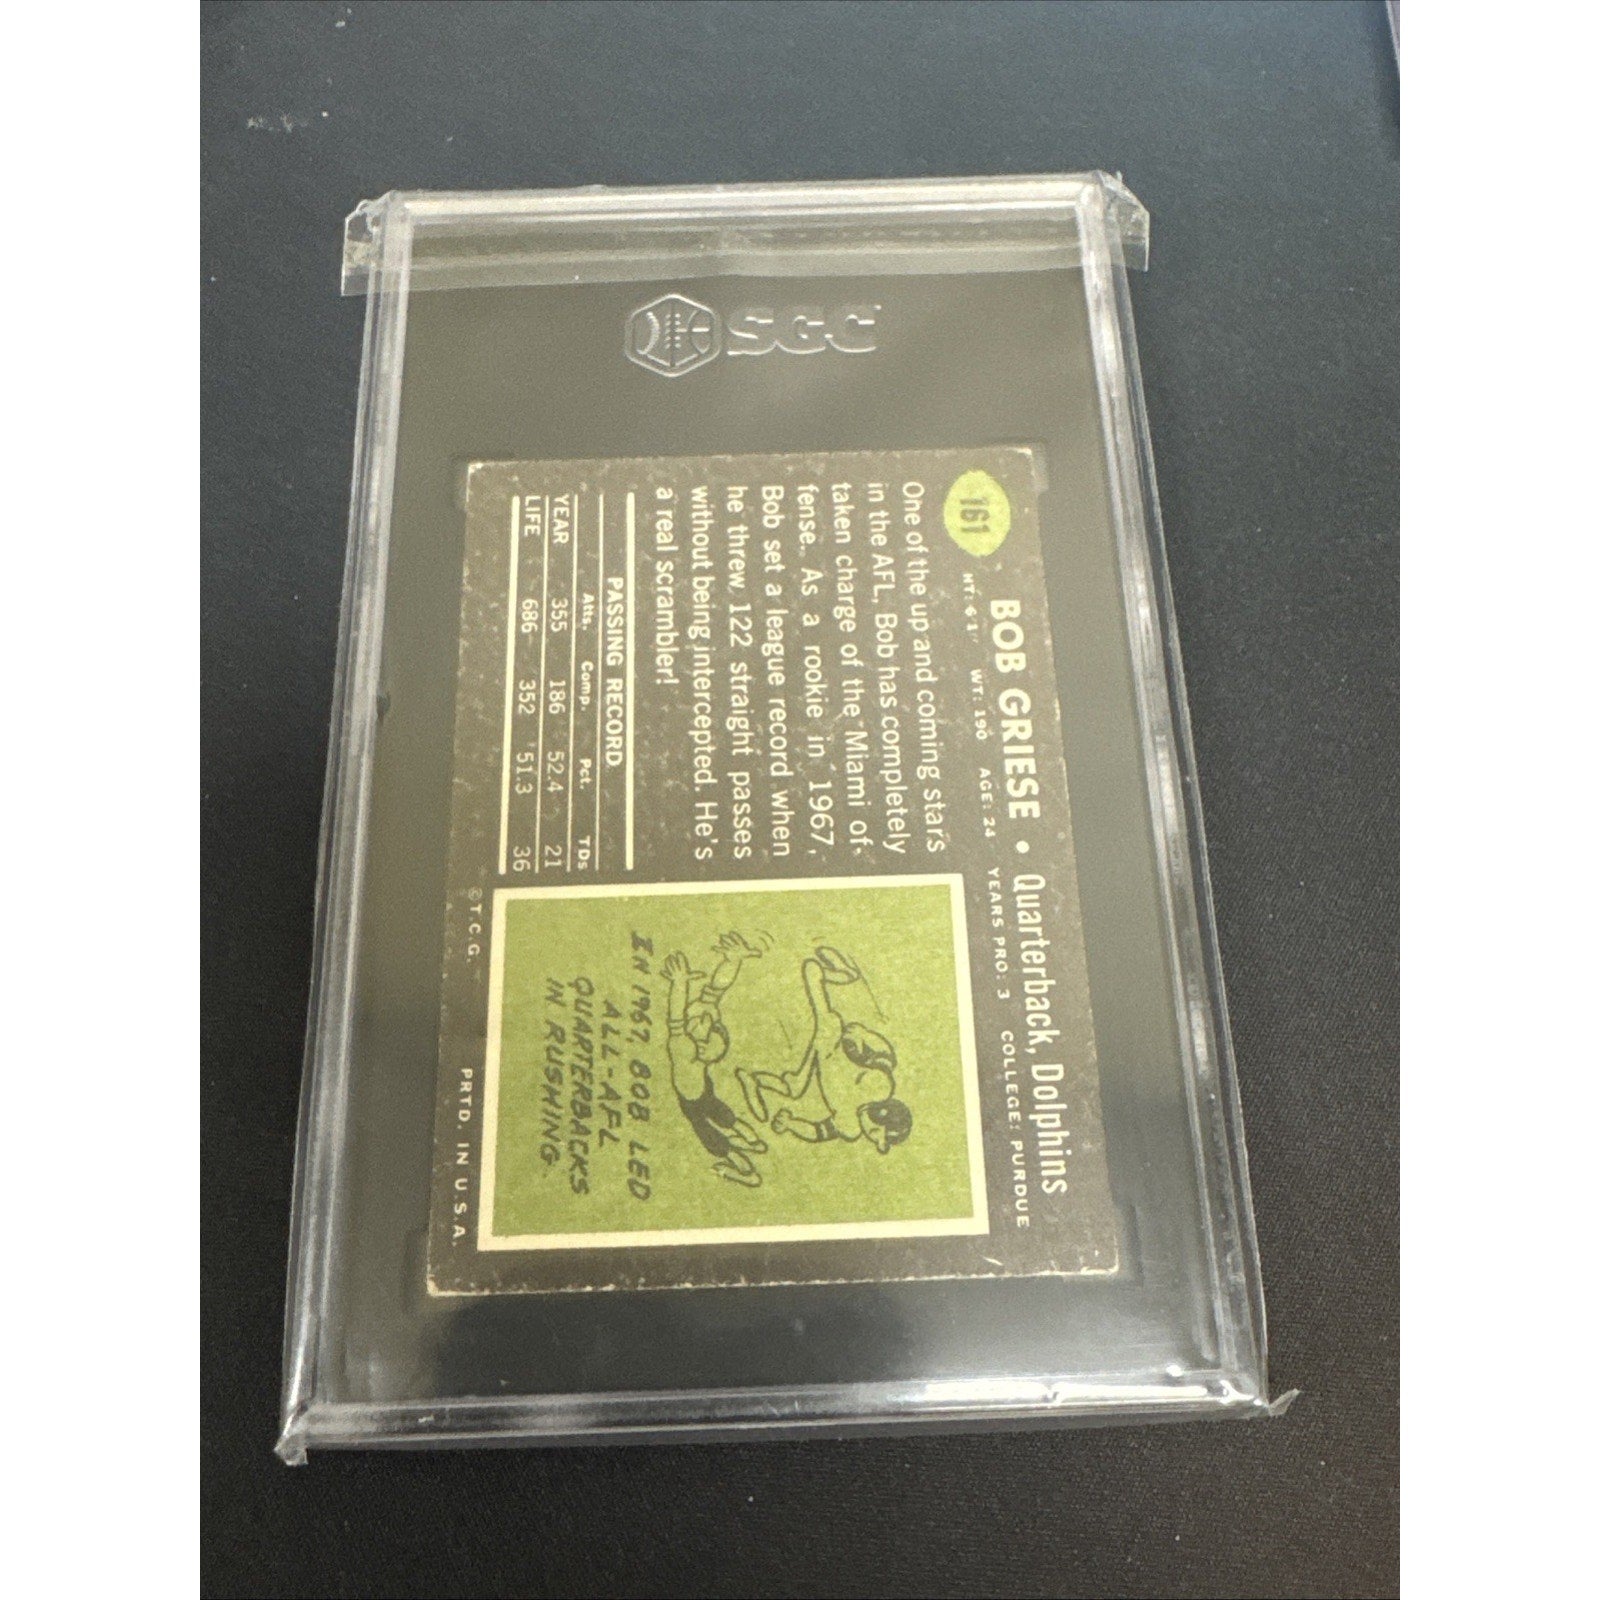 SGC
161
BOB GRIESE • Quarterback, Dolphins
HT: 6'1" WT: 190 AGE: 24 YEARS PRO: 3 COLLEGE: PURDUE
One of the up and coming stars
in the AFL, Bob has completely
taken charge of the Miami of-
fense. As a rookie in 1967,
Bob set a league record when
he threw 122 straight passes
without being intercepted. He's
a real scrambler!
PASSING RECORD
Atts. Comp. Pct. TDs
YEAR 355 186 52.4 21
LIFE 686 352 51.3 36
IN 1967, BOB LED
ALL-AFL
QUARTERBACKS
IN RUSHING.
©T.C.G. PRTD. IN U.S.A.